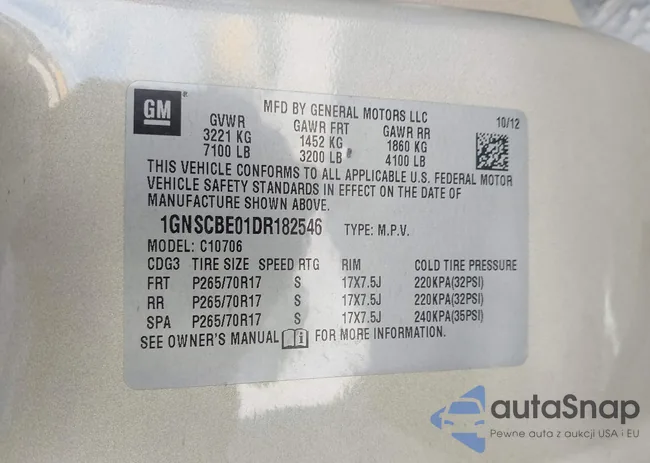 GM
MFD BY GENERAL MOTORS LLC
10/12
GVWR GAWR FRT GAWR RR
3221 KG 1452 KG 1860 KG
7100 LB 3200 LB 4100 LB
THIS VEHICLE CONFORMS TO ALL APPLICABLE U.S. FEDERAL MOTOR
VEHICLE SAFETY STANDARDS IN EFFECT ON THE DATE OF
MANUFACTURE SHOWN ABOVE.
1GNSCBE01DR182546 TYPE: M.P.V.
MODEL: C10706
CDG3 TIRE SIZE SPEED RTG RIM COLD TIRE PRESSURE
FRT P265/70R17 S 17X7.5J 220KPA(32PSI)
RR P265/70R17 S 17X7.5J 220KPA(32PSI)
SPA P265/70R17 S 17X7.5J 240KPA(35PSI)
SEE OWNER'S MANUAL FOR MORE INFORMATION.
autaSnap
Pewne auta z aukcji USA i EU